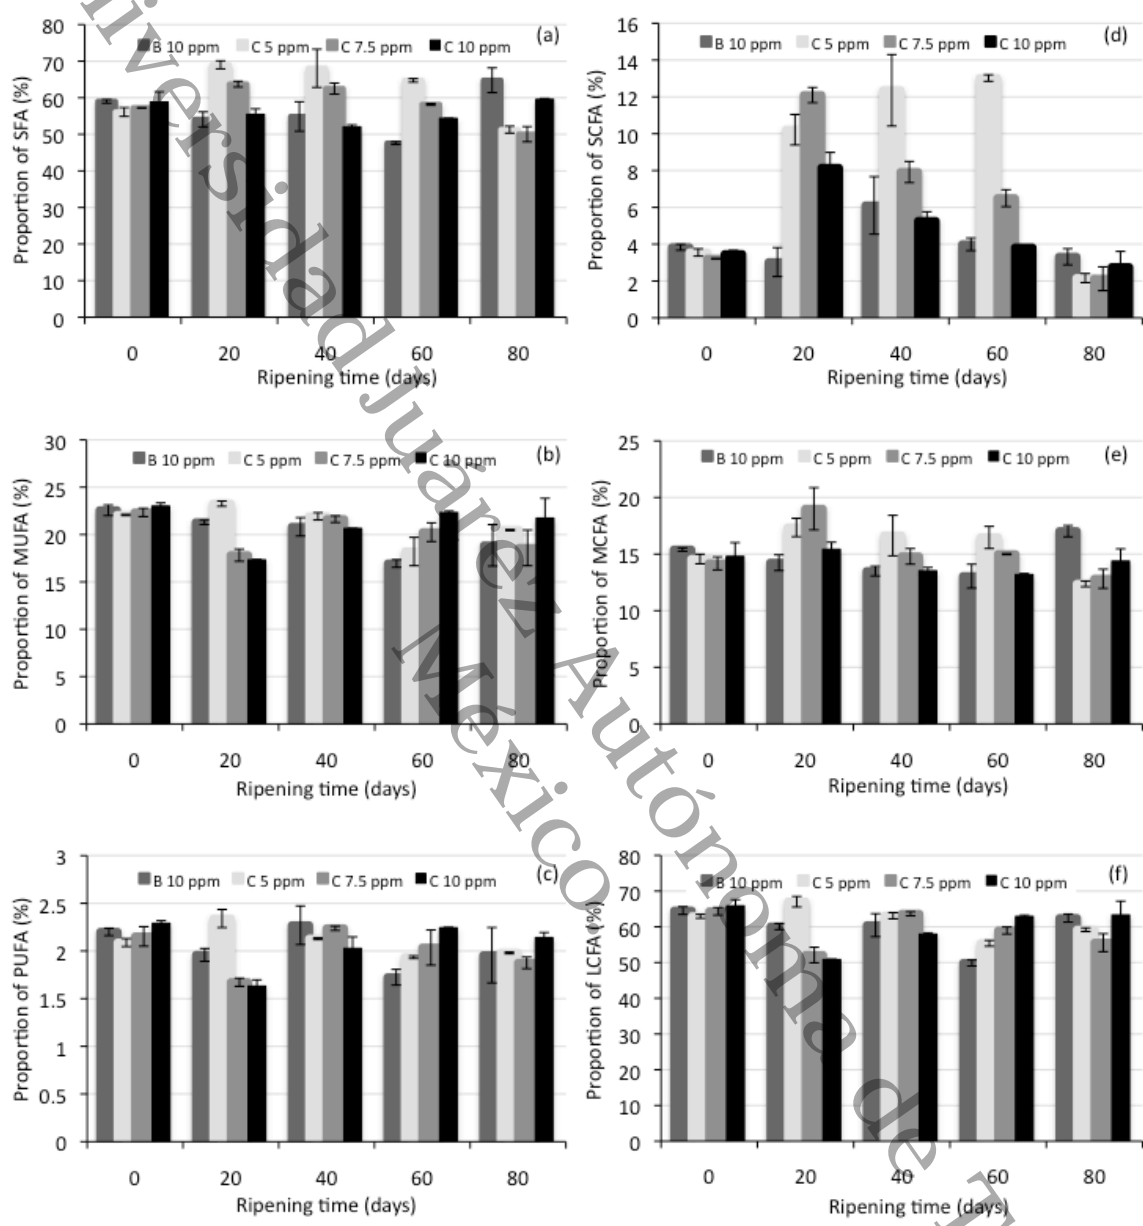 80
70
60
50
40
30
20
10
0
Proportion of SFA (%)
B 10 ppm C 5 ppm C 7.5 ppm C 10 ppm
(a)
0 20 40 60 80
Ripening time (days)
16
14
12
10
8
6
4
2
0
Proportion of SCFA (%)
B 10 ppm C 5 ppm C 7.5 ppm C 10 ppm
(d)
0 20 40 60 80
Ripening time (days)
30
25
20
15
10
5
0
Proportion of MUFA (%)
B 10 ppm C 5 ppm C 7.5 ppm C 10 ppm
(b)
0 20 40 60 80
Ripening time (days)
25
20
15
10
5
0
Proportion of MCFA (%)
B 10 ppm C 5 ppm C 7.5 ppm C 10 ppm
(e)
0 20 40 60 80
Ripening time (days)
3
2.5
2
1.5
1
0.5
0
Proportion of PUFA (%)
B 10 ppm C 5 ppm C 7.5 ppm C 10 ppm
(c)
0 20 40 60 80
Ripening time (days)
80
70
60
50
40
30
20
10
0
Proportion of LCFA (%)
B 10 ppm C 5 ppm C 7.5 ppm C 10 ppm
(f)
0 20 40 60 80
Ripening time (days)
Juárez Autónoma de
México